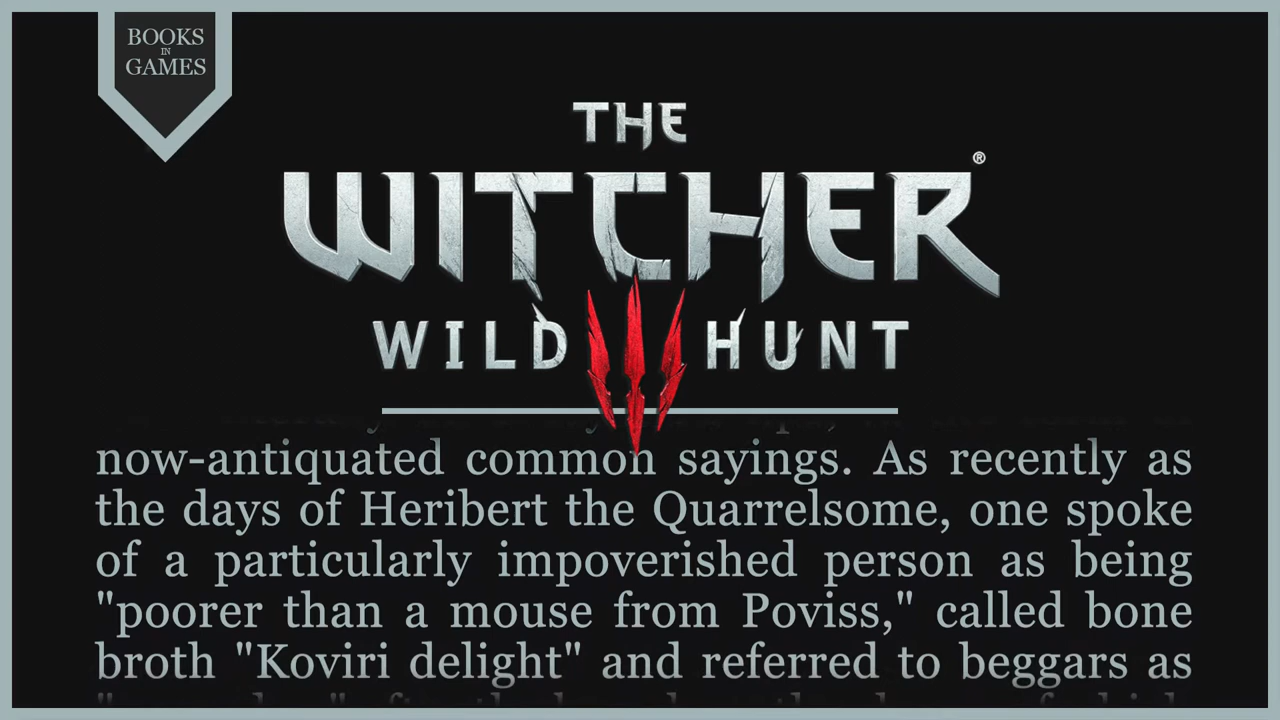 BOOKS
IN
GAMES
THE
WITCHER
®
WILD HUNT
now-antiquated common sayings. As recently as
the days of Heribert the Quarrelsome, one spoke
of a particularly impoverished person as being
"poorer than a mouse from Poviss," called bone
broth "Koviri delight" and referred to beggars as